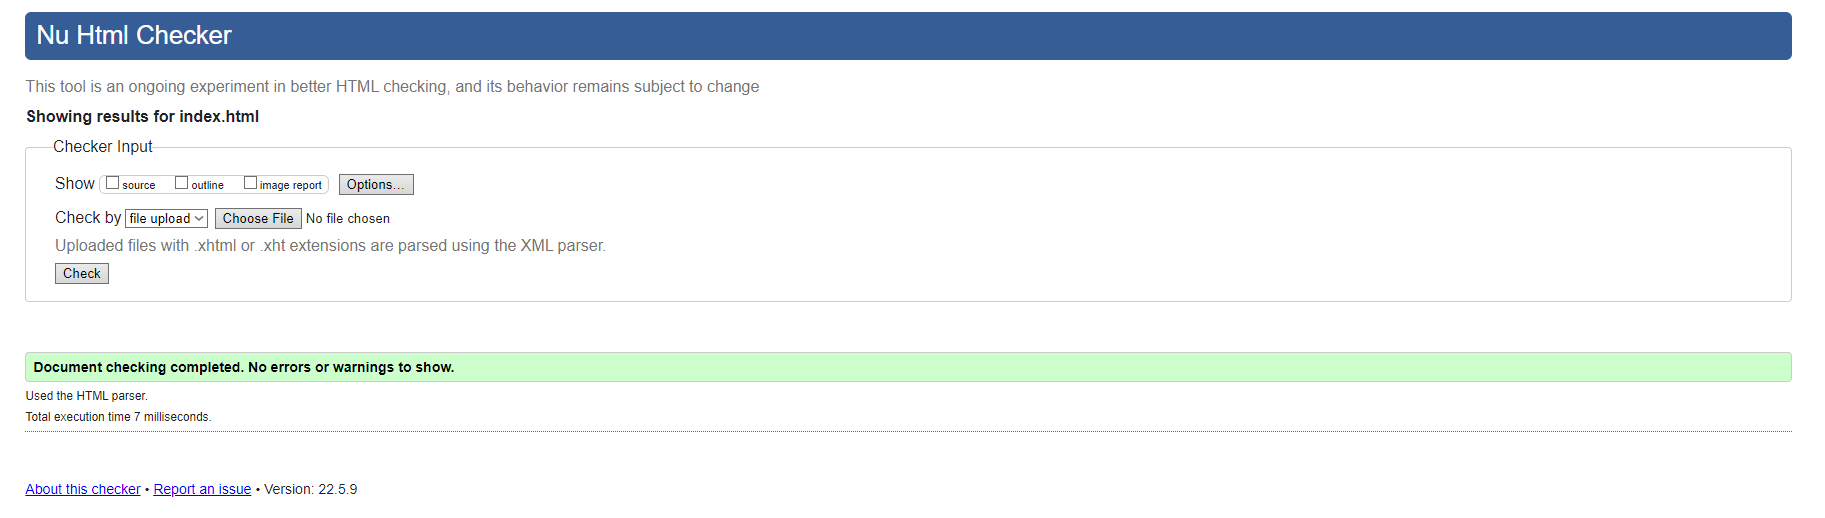 Nu Html Checker
This tool is an ongoing experiment in better HTML checking, and its behavior remains subject to change
Showing results for index.html
Checker Input
Show source outline image report Options...
Check by file upload Choose File No file chosen
Uploaded files with .xhtml or .xht extensions are parsed using the XML parser.
Check
Document checking completed. No errors or warnings to show.
Used the HTML parser.
Total execution time 7 milliseconds.
About this checker • Report an issue • Version: 22.5.9